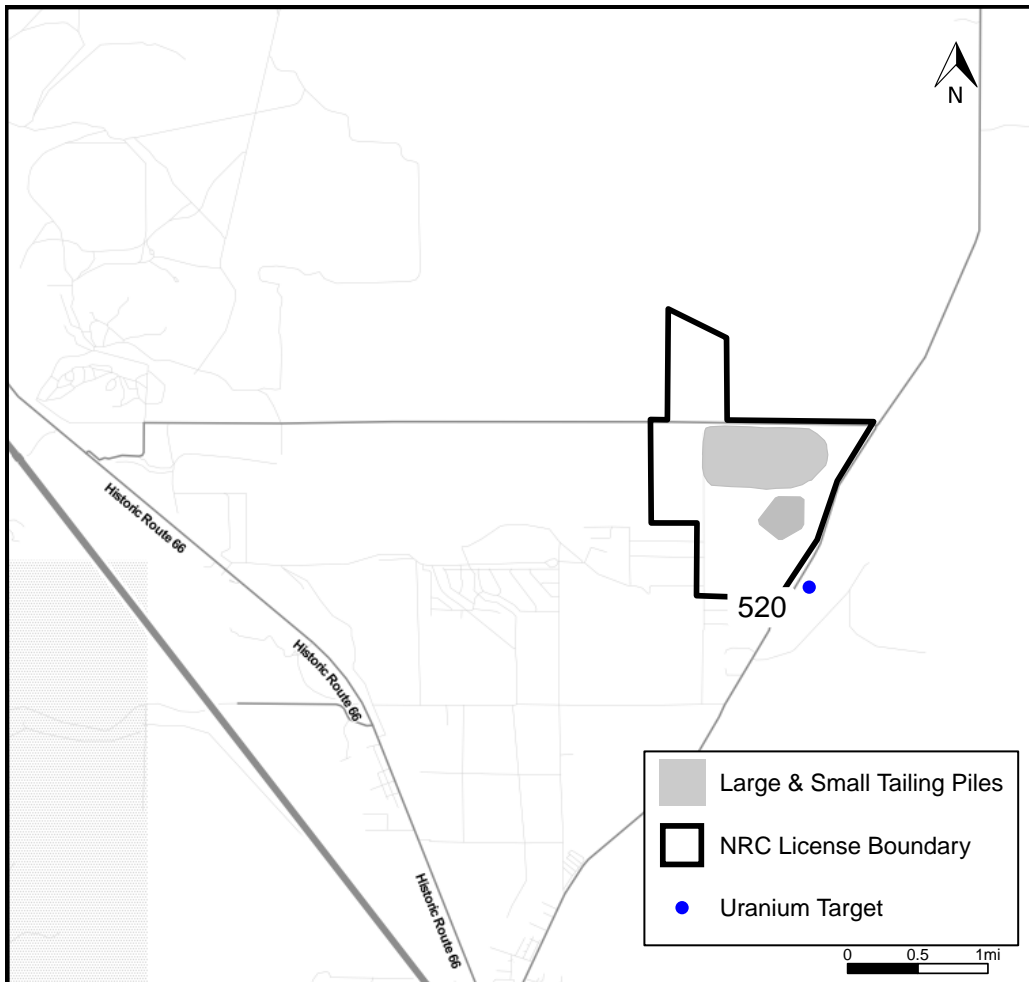 N
Historic Route 66
520
Historic Route 66
Historic Route 66
Large & Small Tailing Piles
NRC License Boundary
Uranium Target
0 0.5 1mi